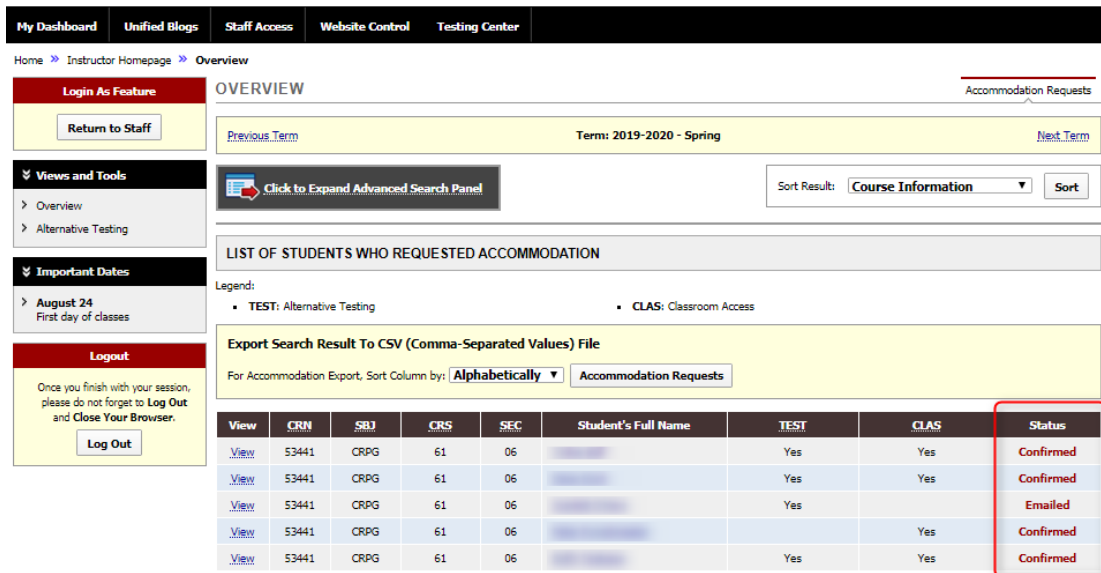 My Dashboard Unified Blogs Staff Access Website Control Testing Center
Home » Instructor Homepage » Overview
Login As Feature
Return to Staff
Views and Tools
> Overview
> Alternative Testing
Important Dates
> August 24
First day of classes
Logout
Once you finish with your session,
please do not forget to Log Out
and Close Your Browser.
Log Out
OVERVIEW
Accommodation Requests
Previous Term Term: 2019-2020 - Spring Next Term
Click to Expand Advanced Search Panel
Sort Result: Course Information Sort
LIST OF STUDENTS WHO REQUESTED ACCOMMODATION
Legend:
▪ TEST: Alternative Testing ▪ CLAS: Classroom Access
Export Search Result To CSV (Comma-Separated Values) File
For Accommodation Export, Sort Column by: Alphabetically Accommodation Requests
View CRN SBJ CRS SEC Student's Full Name TEST CLAS Status
View 53441 CRPG 61 06 Yes Yes Confirmed
View 53441 CRPG 61 06 Yes Yes Confirmed
View 53441 CRPG 61 06 Yes Emailed
View 53441 CRPG 61 06 Yes Confirmed
View 53441 CRPG 61 06 Yes Yes Confirmed